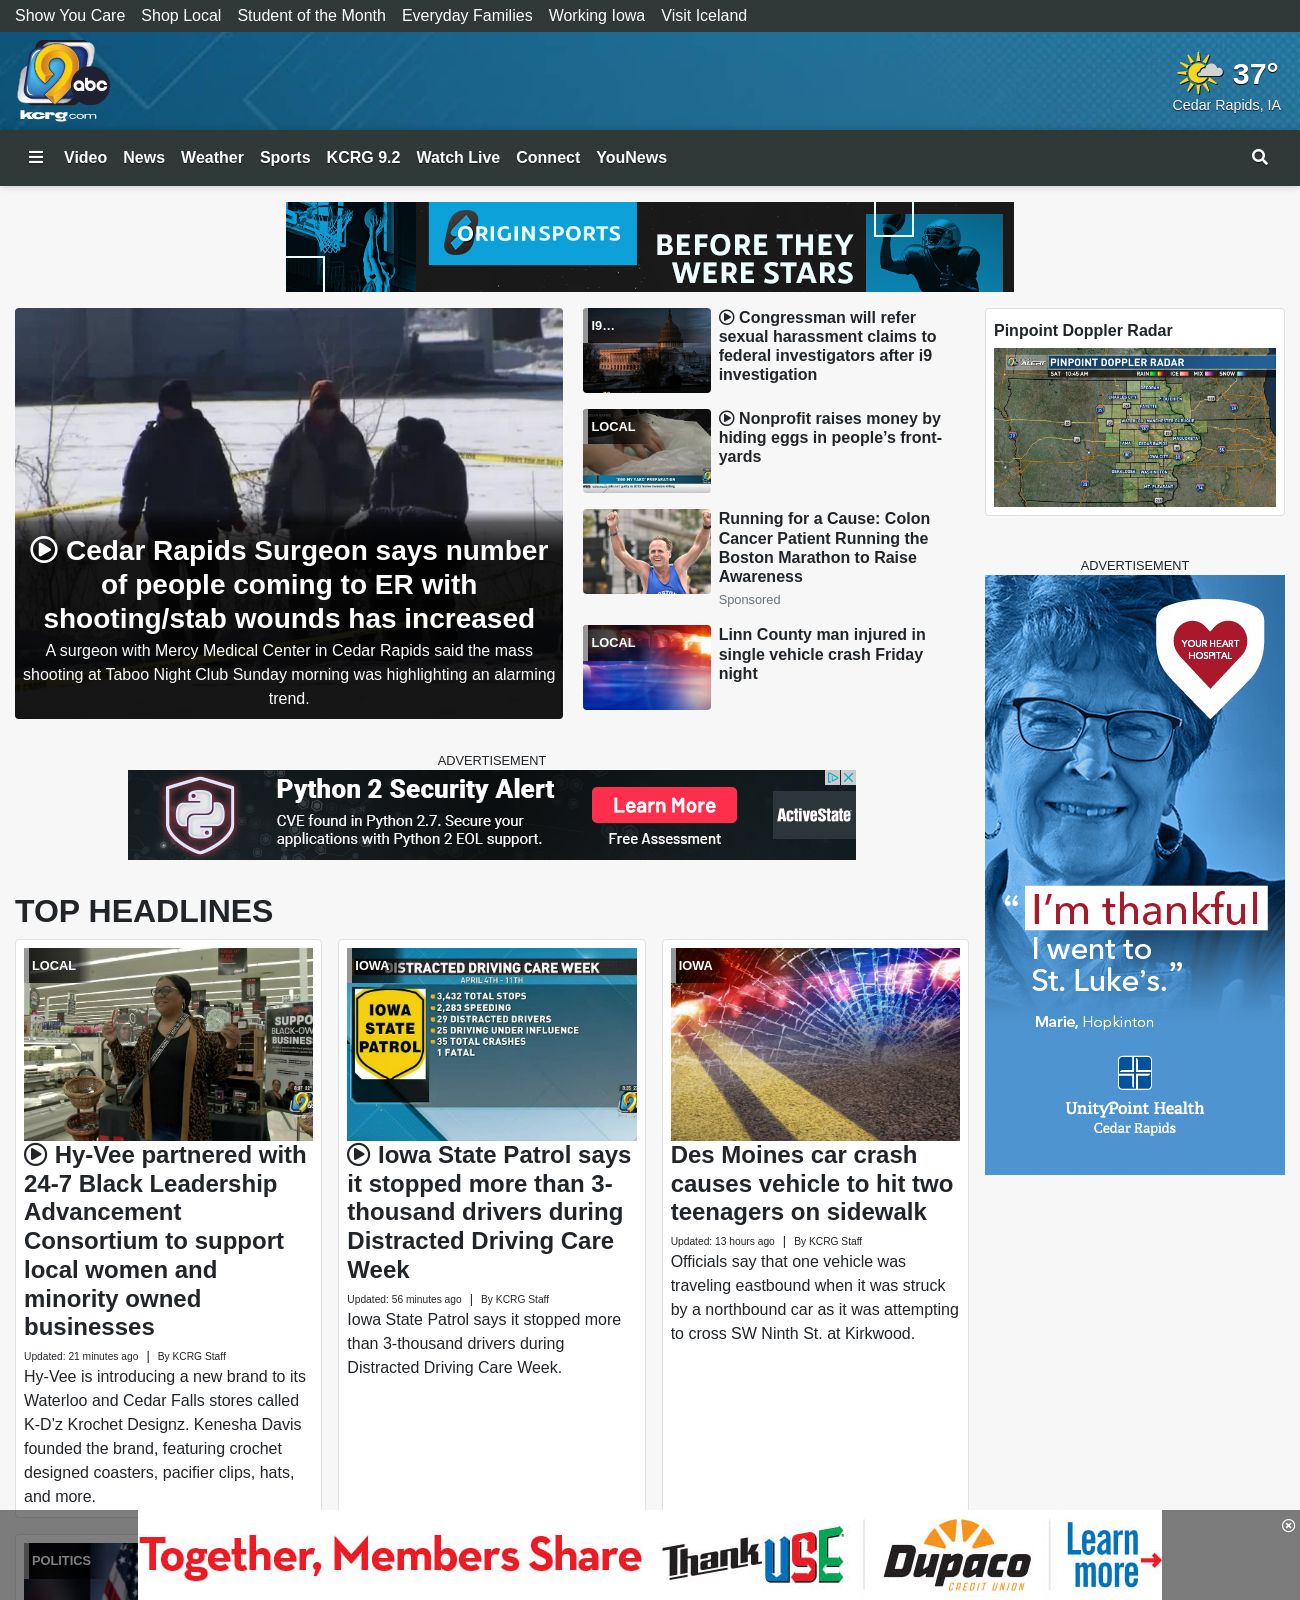 Show You Care Shop Local Student of the Month Everyday Families Working Iowa Visit Iceland
9
abc
kcrg.com
37°
Cedar Rapids, IA
Video News Weather Sports KCRG 9.2 Watch Live Connect YouNews
ORIGIN SPORTS
BEFORE THEY
WERE STARS
Cedar Rapids Surgeon says number
of people coming to ER with
shooting/stab wounds has increased
A surgeon with Mercy Medical Center in Cedar Rapids said the mass
shooting at Taboo Night Club Sunday morning was highlighting an alarming
trend.
I9...
Congressman will refer
sexual harassment claims to
federal investigators after i9
investigation
LOCAL
Nonprofit raises money by
hiding eggs in people’s front-
yards
Running for a Cause: Colon
Cancer Patient Running the
Boston Marathon to Raise
Awareness
Sponsored
LOCAL
Linn County man injured in
single vehicle crash Friday
night
Pinpoint Doppler Radar
PINPOINT DOPPLER RADAR
SAT 10:45 AM RAIN ICE MIX SNOW
ADVERTISEMENT
YOUR HEART
HOSPITAL
“I’m thankful
I went to
St. Luke’s.”
Marie, Hopkinton
UnityPoint Health
Cedar Rapids
ADVERTISEMENT
Python 2 Security Alert
CVE found in Python 2.7. Secure your
applications with Python 2 EOL support.
Learn More
Free Assessment
ActiveState
TOP HEADLINES
LOCAL
SUPPO
BLACK-OW
BUSINES
Hy-Vee partnered with
24-7 Black Leadership
Advancement
Consortium to support
local women and
minority owned
businesses
Updated: 21 minutes ago | By KCRG Staff
Hy-Vee is introducing a new brand to its
Waterloo and Cedar Falls stores called
K-D’z Krochet Designz. Kenesha Davis
founded the brand, featuring crochet
designed coasters, pacifier clips, hats,
and more.
IOWA
DISTRACTED DRIVING CARE WEEK
APRIL 4TH - 11TH
IOWA
STATE
PATROL
3,432 TOTAL STOPS
2,283 SPEEDING
29 DISTRACTED DRIVERS
25 DRIVING UNDER INFLUENCE
35 TOTAL CRASHES
1 FATAL
Iowa State Patrol says
it stopped more than 3-
thousand drivers during
Distracted Driving Care
Week
Updated: 56 minutes ago | By KCRG Staff
Iowa State Patrol says it stopped more
than 3-thousand drivers during
Distracted Driving Care Week.
IOWA
Des Moines car crash
causes vehicle to hit two
teenagers on sidewalk
Updated: 13 hours ago | By KCRG Staff
Officials say that one vehicle was
traveling eastbound when it was struck
by a northbound car as it was attempting
to cross SW Ninth St. at Kirkwood.
POLITICS
Together, Members Share
Thank USE
Dupaco
CREDIT UNION
Learn
more